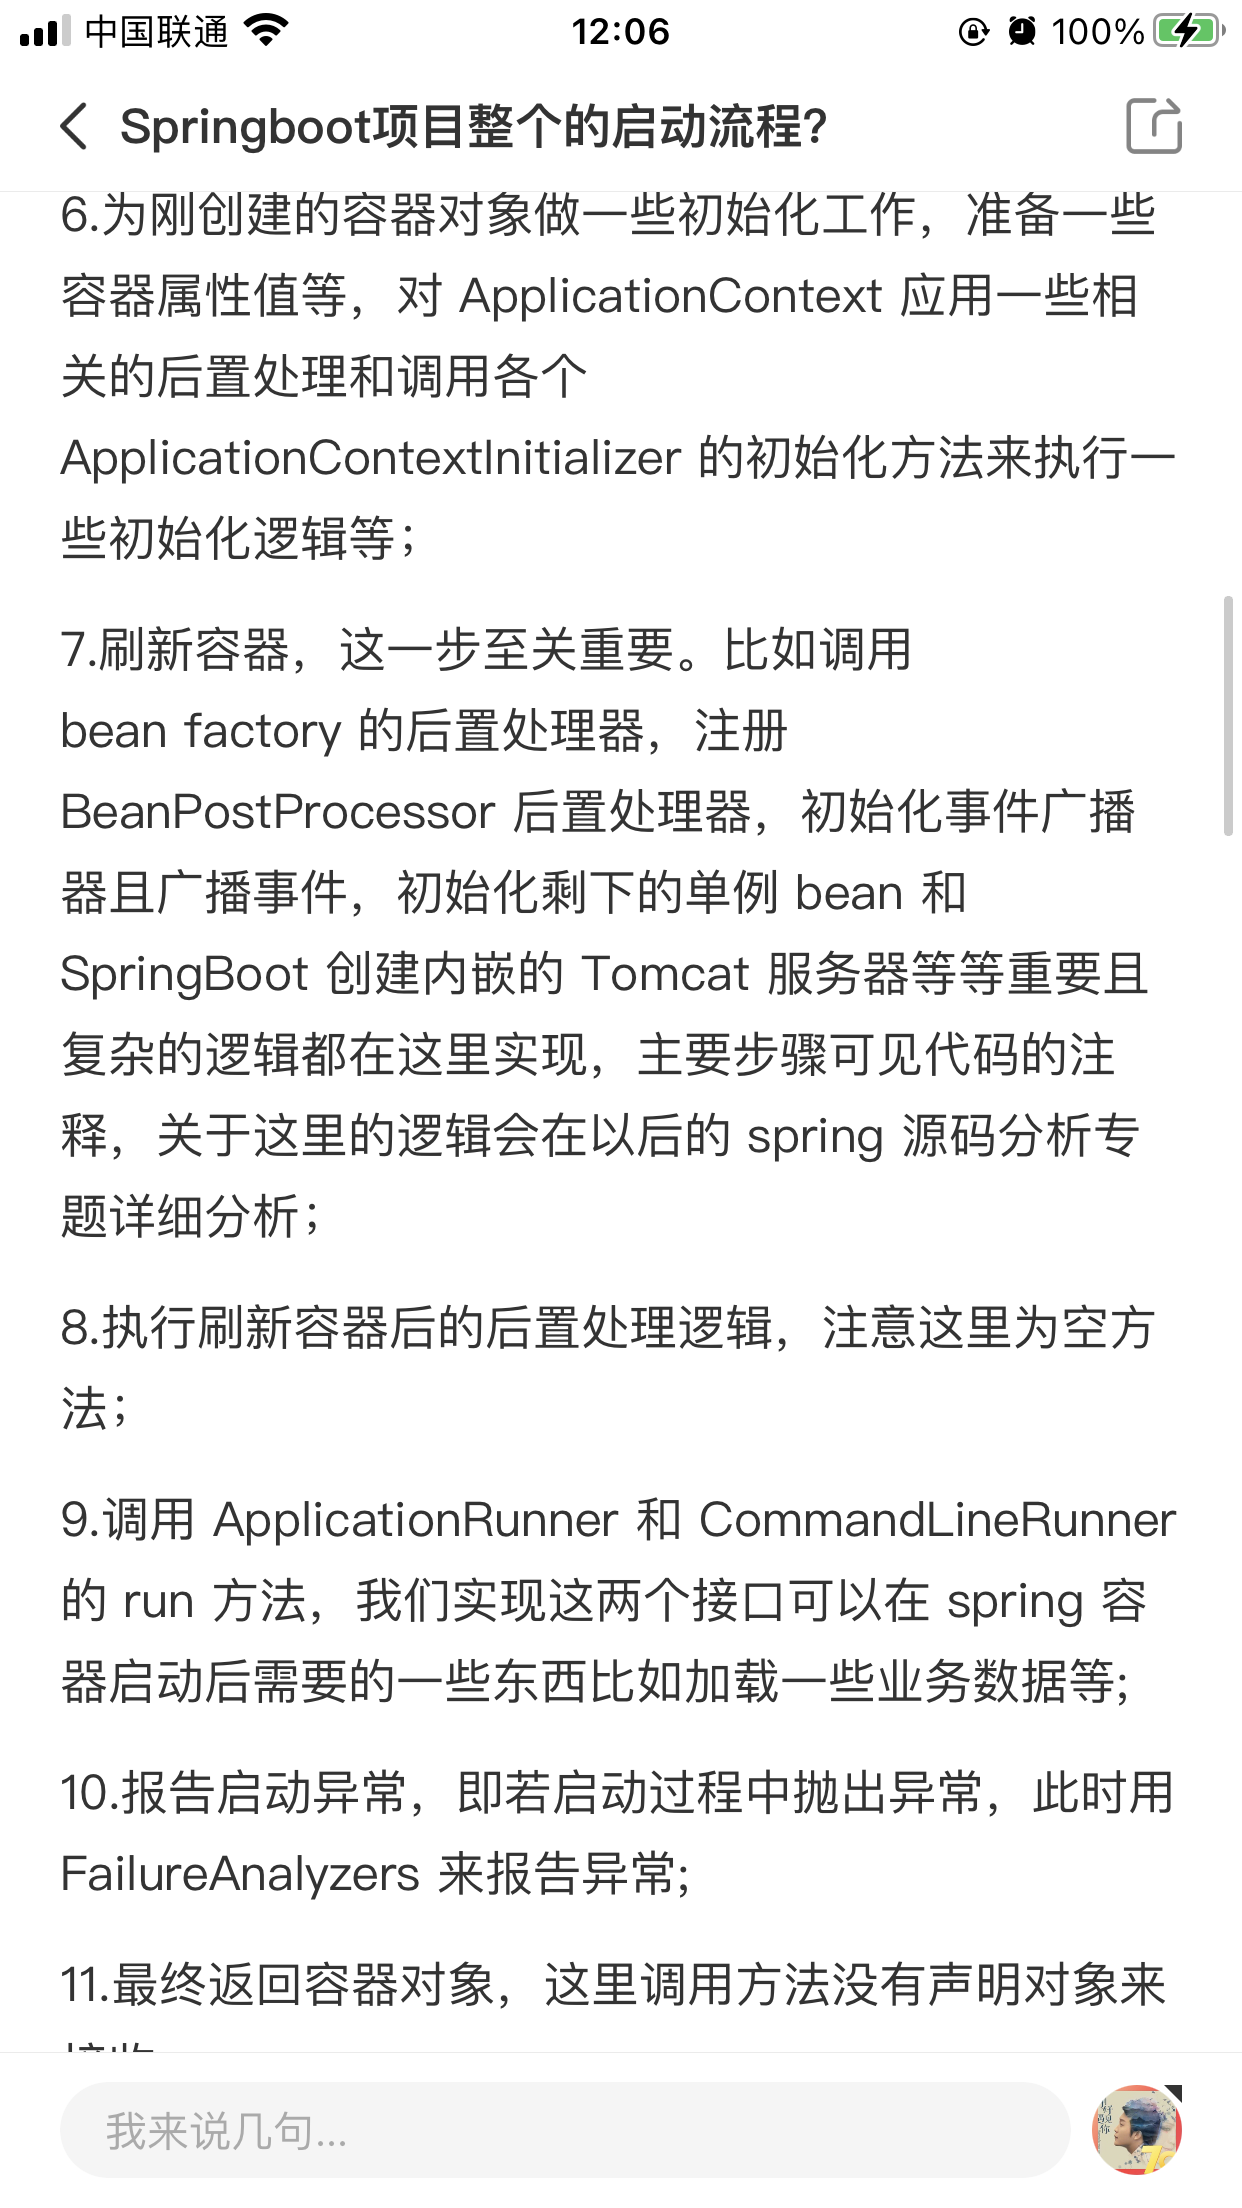 中国联通
12:06
100%
Springboot项目整个的启动流程?
6.为刚创建的容器对象做一些初始化工作，准备一些
容器属性值等，对 ApplicationContext 应用一些相
关的后置处理和调用各个
ApplicationContextInitializer 的初始化方法来执行一
些初始化逻辑等；
7.刷新容器，这一步至关重要。比如调用
bean factory 的后置处理器，注册
BeanPostProcessor 后置处理器，初始化事件广播
器且广播事件，初始化剩下的单例 bean 和
SpringBoot 创建内嵌的 Tomcat 服务器等等重要且
复杂的逻辑都在这里实现，主要步骤可见代码的注
释，关于这里的逻辑会在以后的 spring 源码分析专
题详细分析；
8.执行刷新容器后的后置处理逻辑，注意这里为空方
法；
9.调用 ApplicationRunner 和 CommandLineRunner
的 run 方法，我们实现这两个接口可以在 spring 容
器启动后需要的一些东西比如加载一些业务数据等;
10.报告启动异常，即若启动过程中抛出异常，此时用
FailureAnalyzers 来报告异常;
11.最终返回容器对象，这里调用方法没有声明对象来
我来说几句...